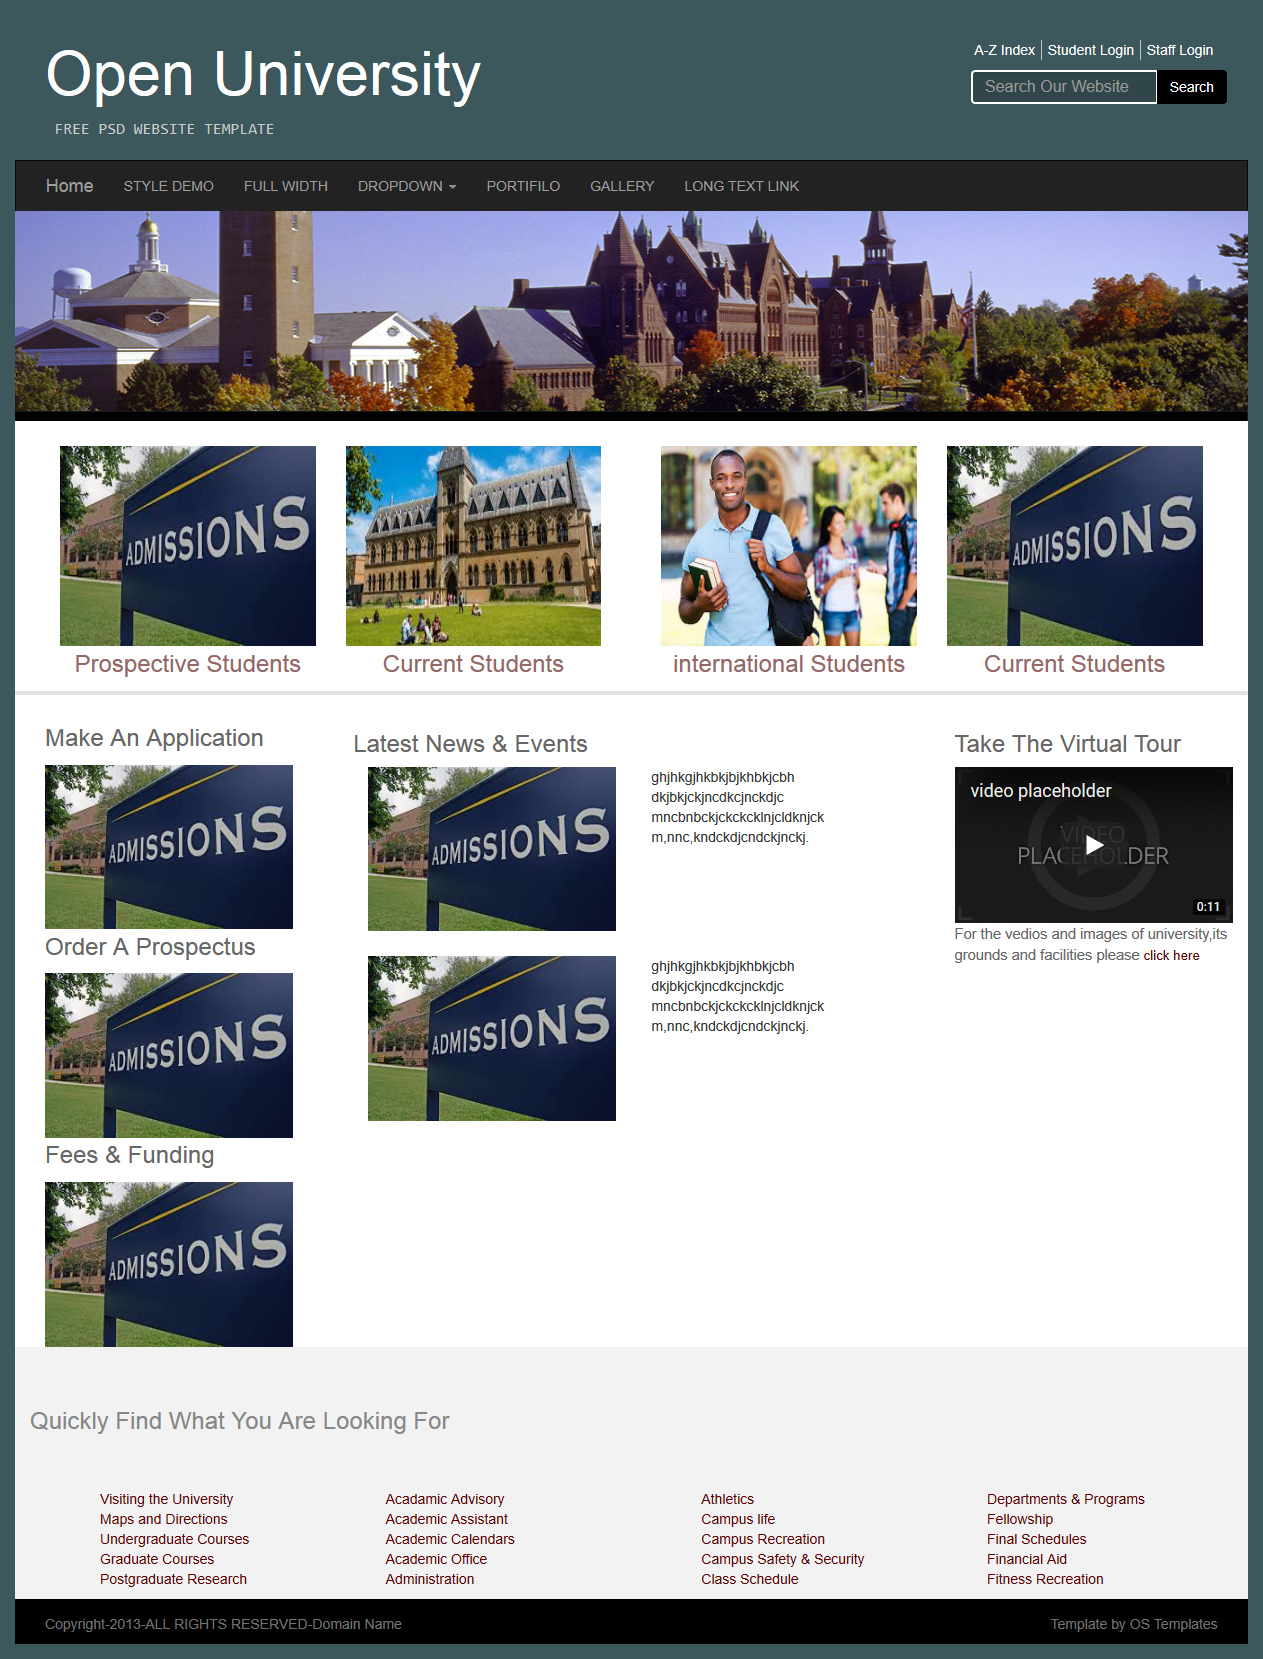 Open University
FREE PSD WEBSITE TEMPLATE
A-Z Index
Student Login
Staff Login
Search Our Website
Search
Home
STYLE DEMO
FULL WIDTH
DROPDOWN
PORTIFILO
GALLERY
LONG TEXT LINK
ADMISSIONS
ADMISSIONS
Prospective Students
Current Students
international Students
Current Students
Make An Application
ADMISSIONS
Order A Prospectus
ADMISSIONS
Fees & Funding
ADMISSIONS
Latest News & Events
ADMISSIONS
ghjhkgjhkbkjbjkhbkjcbh
dkjbkjckjncdkcjnckdjc
mncbnbckjckckcklnjcldknjck
m,nnc,kndckdjcndckjnckj.
ADMISSIONS
ghjhkgjhkbkjbjkhbkjcbh
dkjbkjckjncdkcjnckdjc
mncbnbckjckckcklnjcldknjck
m,nnc,kndckdjcndckjnckj.
Take The Virtual Tour
video placeholder
VIDEO
PLACEHOLDER
0:11
For the vedios and images of university,its
grounds and facilities please click here
Quickly Find What You Are Looking For
Visiting the University
Maps and Directions
Undergraduate Courses
Graduate Courses
Postgraduate Research
Acadamic Advisory
Academic Assistant
Academic Calendars
Academic Office
Administration
Athletics
Campus life
Campus Recreation
Campus Safety & Security
Class Schedule
Departments & Programs
Fellowship
Final Schedules
Financial Aid
Fitness Recreation
Copyright-2013-ALL RIGHTS RESERVED-Domain Name
Template by OS Templates